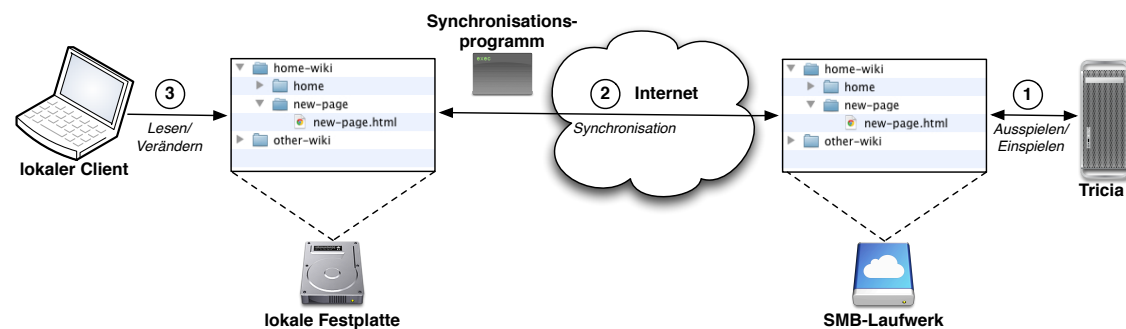 Synchronisations-
programm
exec
home-wiki
home
new-page
new-page.html
other-wiki
3
Lesen/
Verändern
lokaler Client
2 Internet
Synchronisation
home-wiki
home
new-page
new-page.html
other-wiki
1
Ausspielen/
Einspielen
Tricia
lokale Festplatte
SMB-Laufwerk